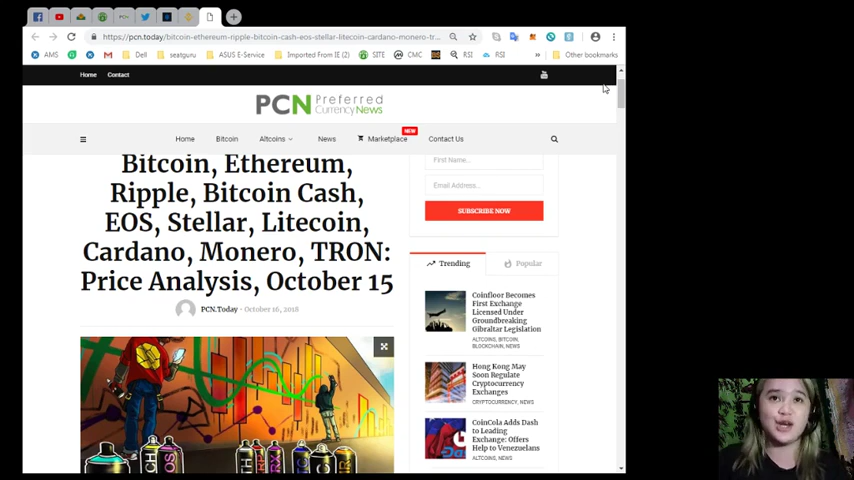 https://pcn.today/bitcoin-ethereum-ripple-bitcoin-cash-eos-stellar-litecoin-cardano-monero-tr...
AMS
Dell
seatguru
ASUS E-Service
Imported From IE (2)
SITE
CMC
RSI
RSI
»
Other bookmarks
Home
Contact
PCN Preferred
Currency News
Home
Bitcoin
Altcoins
News
Marketplace
NEW
Contact Us
Bitcoin, Ethereum,
Ripple, Bitcoin Cash,
EOS, Stellar, Litecoin,
Cardano, Monero, TRON:
Price Analysis, October 15
PCN.Today - October 16, 2018
First Name...
Email Address...
SUBSCRIBE NOW
Trending
Popular
Coinfloor Becomes
First Exchange
Licensed Under
Groundbreaking
Gibraltar Legislation
ALTCOINS, BITCOIN,
BLOCKCHAIN, NEWS
Hong Kong May
Soon Regulate
Cryptocurrency
Exchanges
CRYPTOCURRENCY, NEWS
CoinCola Adds Dash
to Leading
Exchange: Offers
Help to Venezuelans
ALTCOINS, NEWS